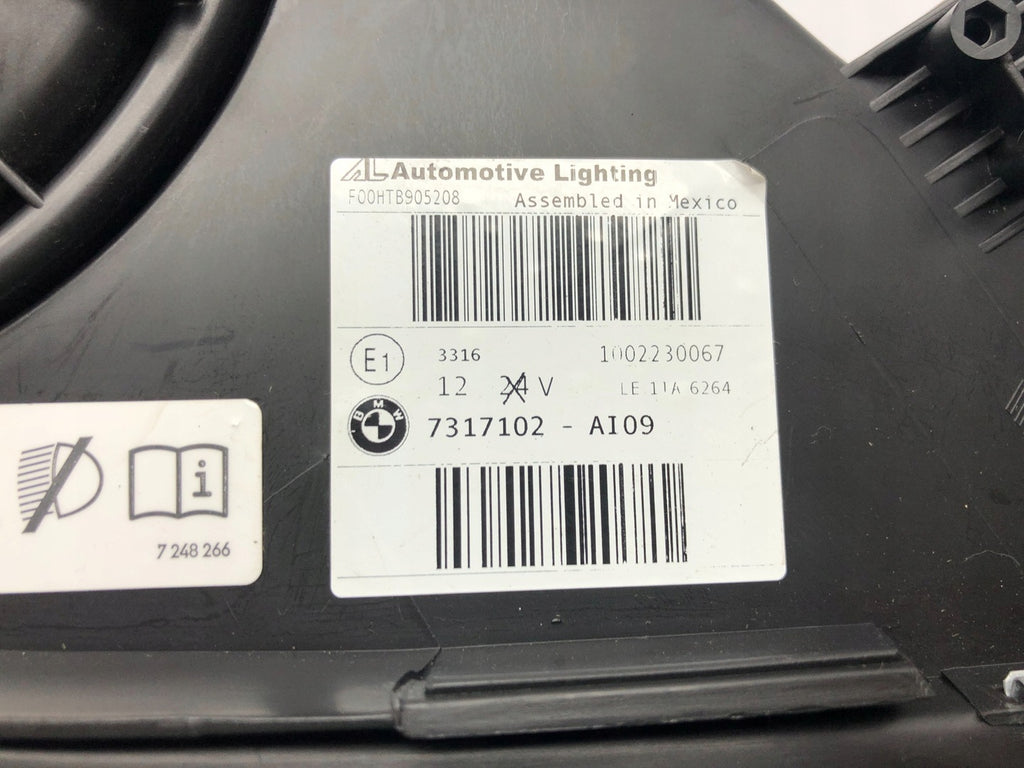 AL Automotive Lighting
F00HTB905208 Assembled in Mexico
E1 3316 1002230067
12 24 V LE 11A 6264
BMW 7317102 - AI09
i
7 248 266